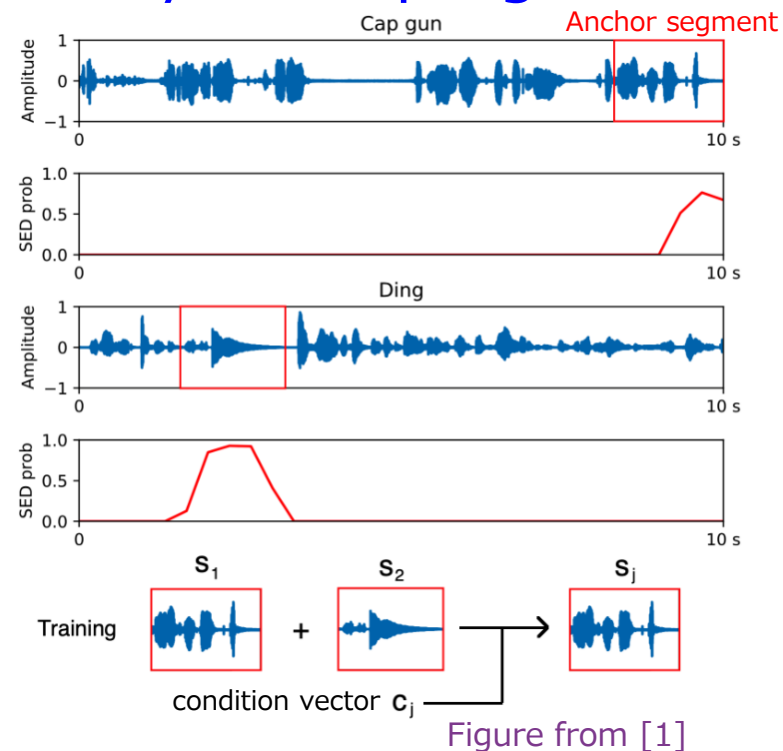 Cap gun
Anchor segment
Amplitude
1
0
−1
0
10 s
SED prob
1.0
0.5
0.0
0
10 s
Ding
Amplitude
1
0
−1
0
10 s
SED prob
1.0
0.5
0.0
0
10 s
S1 S2 Sj
Training + 
condition vector cj
Figure from [1]